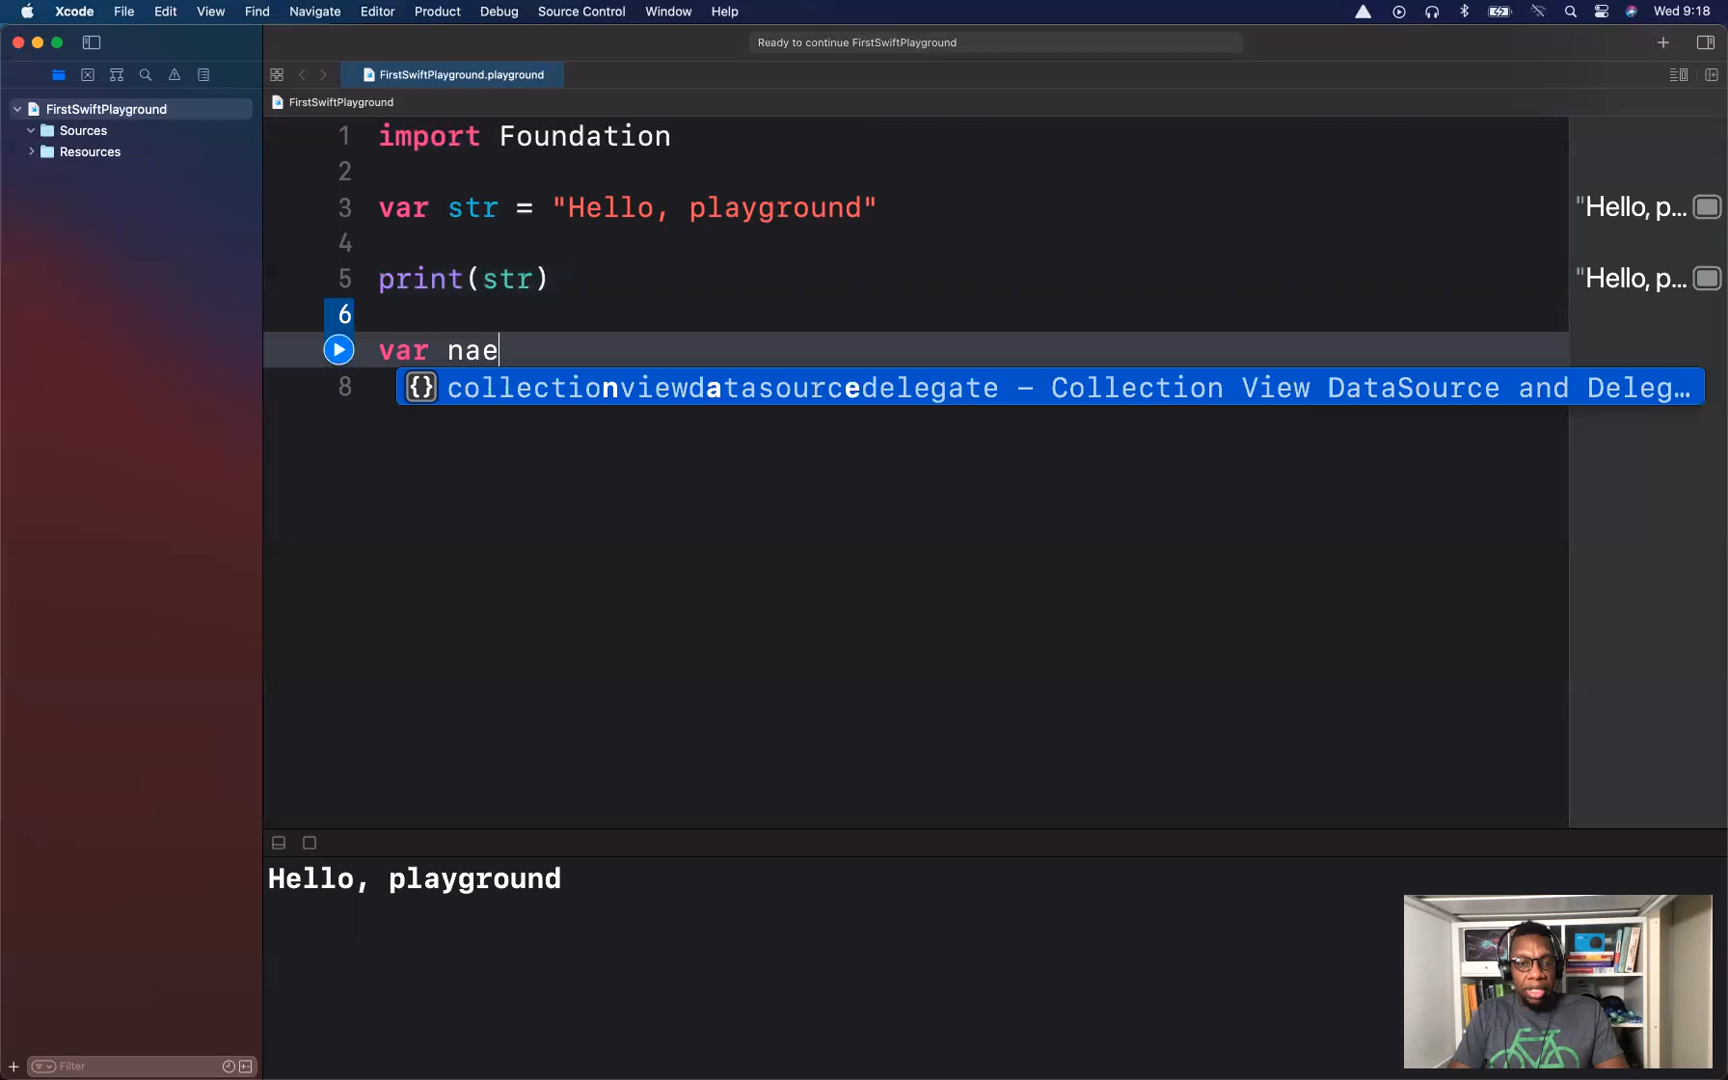 Xcode File Edit View Find Navigate Editor Product Debug Source Control Window Help Wed 9:18
Ready to continue FirstSwiftPlayground
FirstSwiftPlayground.playground
FirstSwiftPlayground
FirstSwiftPlayground
Sources
Resources
1 import Foundation
2
3 var str = "Hello, playground"
"Hello, p...
4
5 print(str)
"Hello, p...
6
var nae
{} collectionviewdatasourcedelegate – Collection View DataSource and Deleg...
8
Hello, playground
Filter